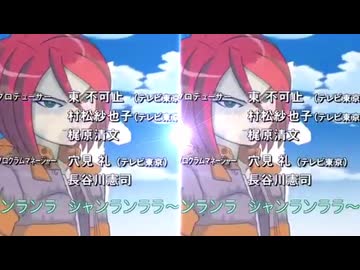 プロデューサー 東 不可止 (テレビ東京)
村松紗也子(テレビ東京)
梶原清文
プログラムマネージャー 穴見 礼 (テレビ東京)
長谷川憲司
ンランラ シャンランララ～
プロデューサー 東 不可止 (テレビ東京)
村松紗也子(テレビ東京)
梶原清文
プログラムマネージャー 穴見 礼 (テレビ東京)
長谷川憲司
ンランラ シャンランララ～